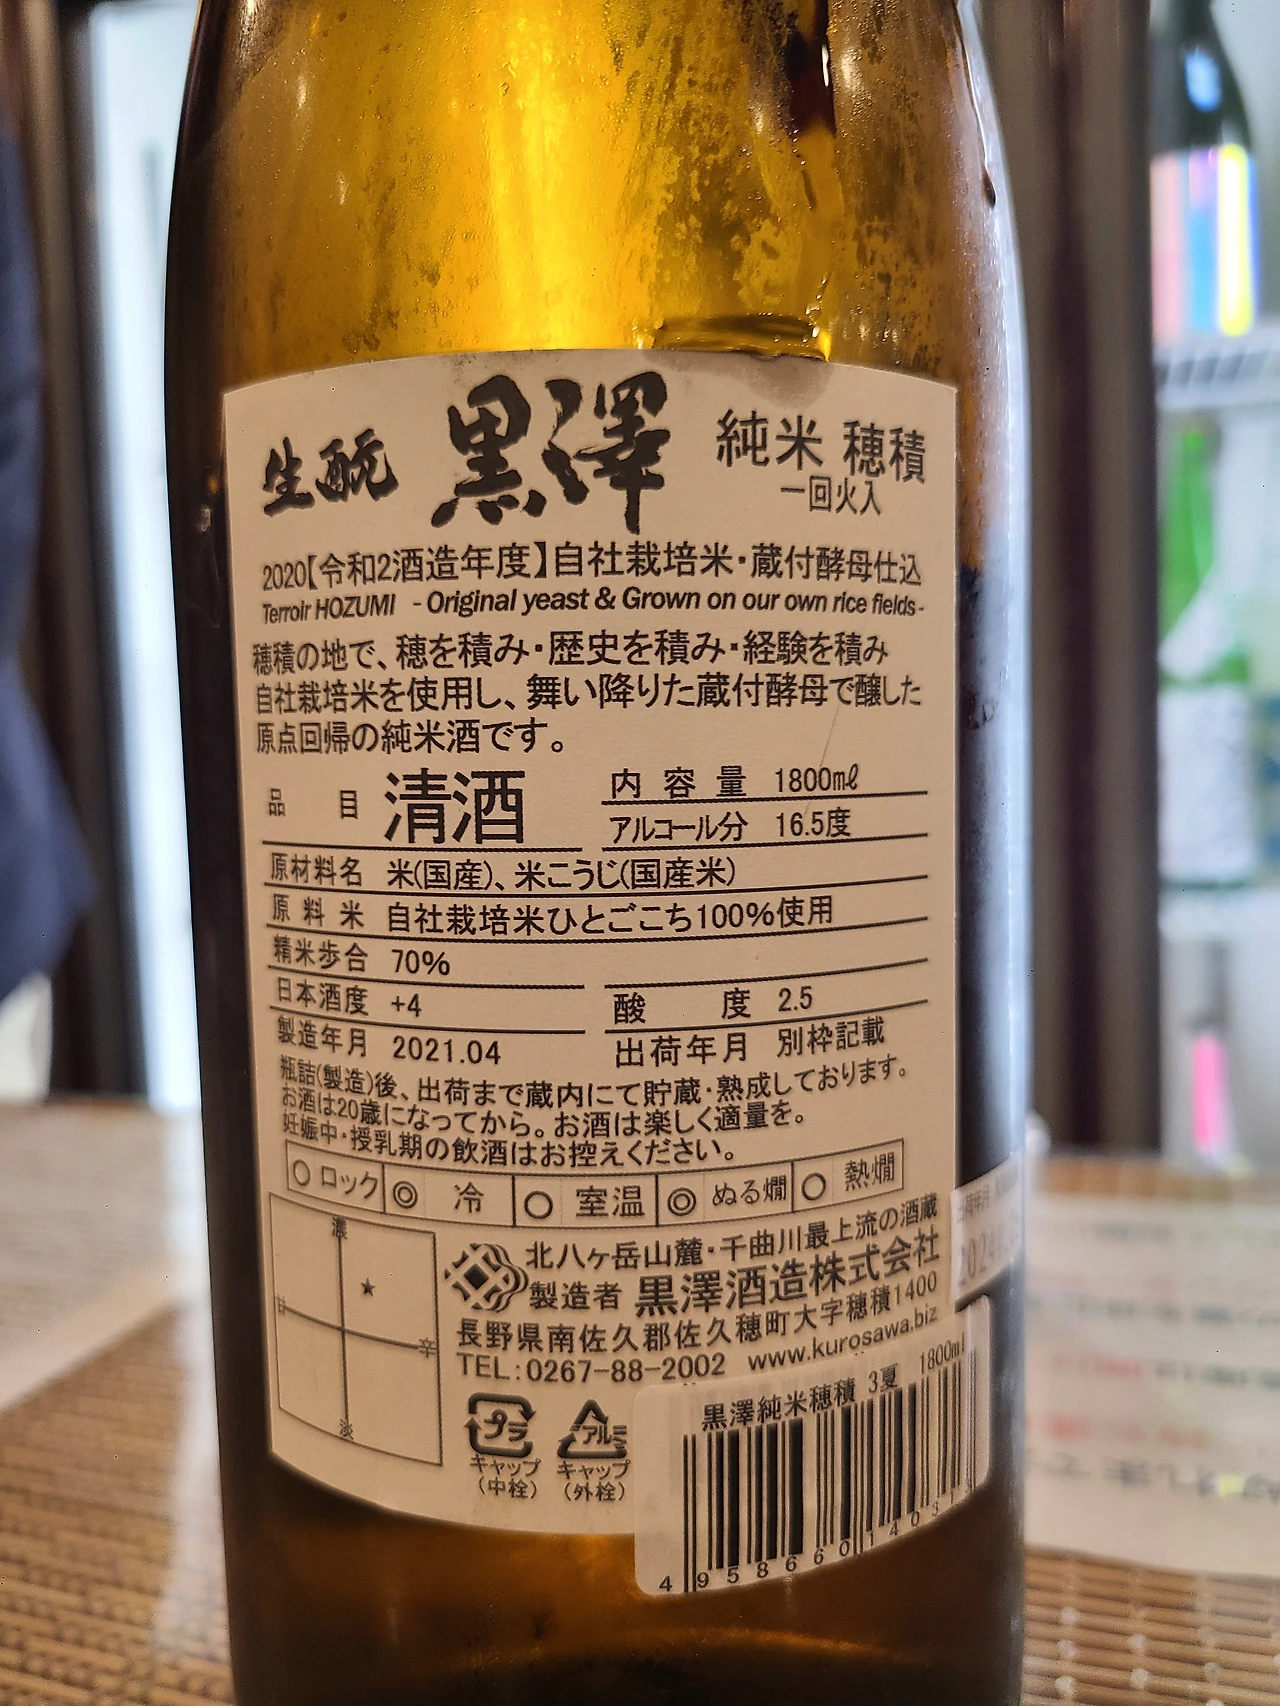 生酛 黒澤 純米 穂積
一回火入
2020【令和2酒造年度】自社栽培米・蔵付酵母仕込
Terroir HOZUMI -Original yeast & Grown on our own rice fields-
穂積の地で、穂を積み・歴史を積み・経験を積み
自社栽培米を使用し、舞い降りた蔵付酵母で醸した
原点回帰の純米酒です。
品目 清酒
内容量 1800mℓ
アルコール分 16.5度
原材料名 米(国産)、米こうじ(国産米)
原料米 自社栽培米ひとごこち100%使用
精米歩合 70%
日本酒度 +4 酸度 2.5
製造年月 2021.04 出荷年月 別枠記載
瓶詰(製造)後、出荷まで蔵内にて貯蔵・熟成しております。
お酒は20歳になってから。お酒は楽しく適量を。
妊娠中・授乳期の飲酒はお控えください。
○ ロック ◎ 冷 ○ 室温 ◎ ぬる燗 ○ 熱燗
濃
★
甘
辛
淡
北八ヶ岳山麓・千曲川最上流の酒蔵
製造者 黒澤酒造株式会社
長野県南佐久郡佐久穂町大字穂積1400
TEL:0267-88-2002 www.kurosawa.biz
プラ
キャップ
(中栓)
アルミ
キャップ
(外栓)
出荷年月
黒澤純米穂積 3夏 1800ml
4958660140313